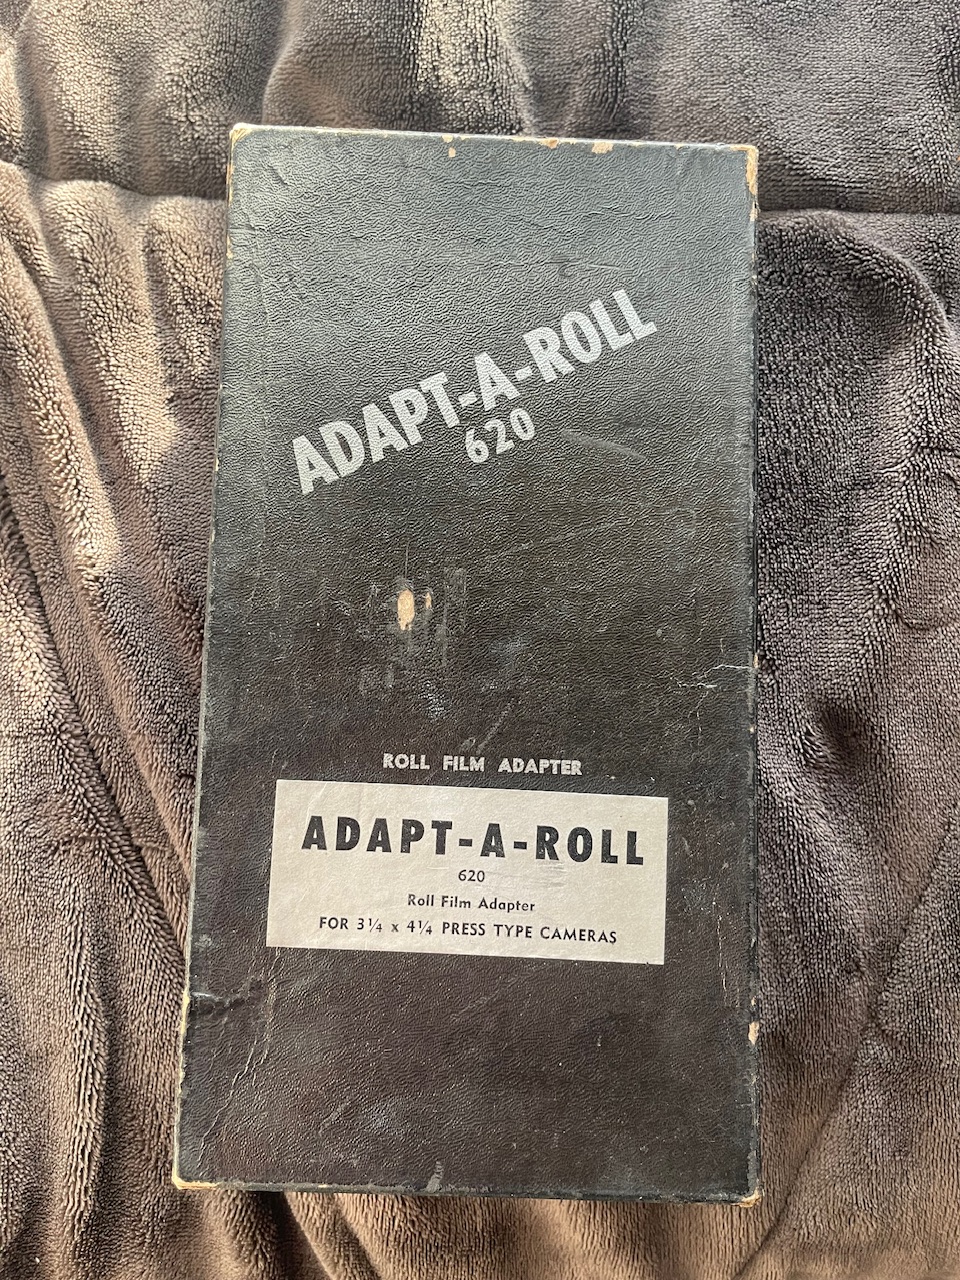 ADAPT-A-ROLL
620
ROLL FILM ADAPTER
ADAPT-A-ROLL
620
Roll Film Adapter
FOR 3¼ x 4¼ PRESS TYPE CAMERAS